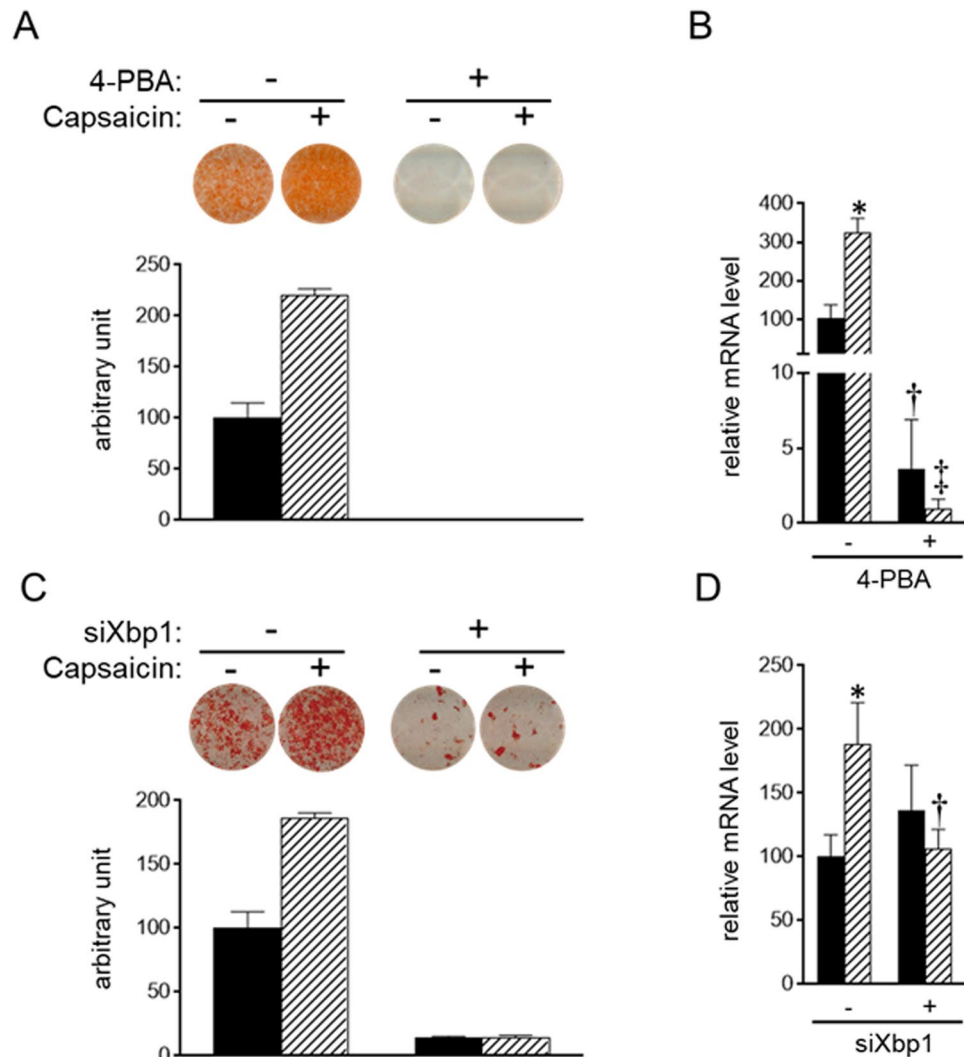 A
4-PBA: - +
Capsaicin: - + - +
250
200
150
100
50
0
arbitrary unit
B
400
300
200
100
10
5
0
relative mRNA level
*
†
‡
- +
4-PBA
C
siXbp1: - +
Capsaicin: - + - +
200
150
100
50
0
arbitrary unit
D
250
200
150
100
50
0
relative mRNA level
*
†
- +
siXbp1